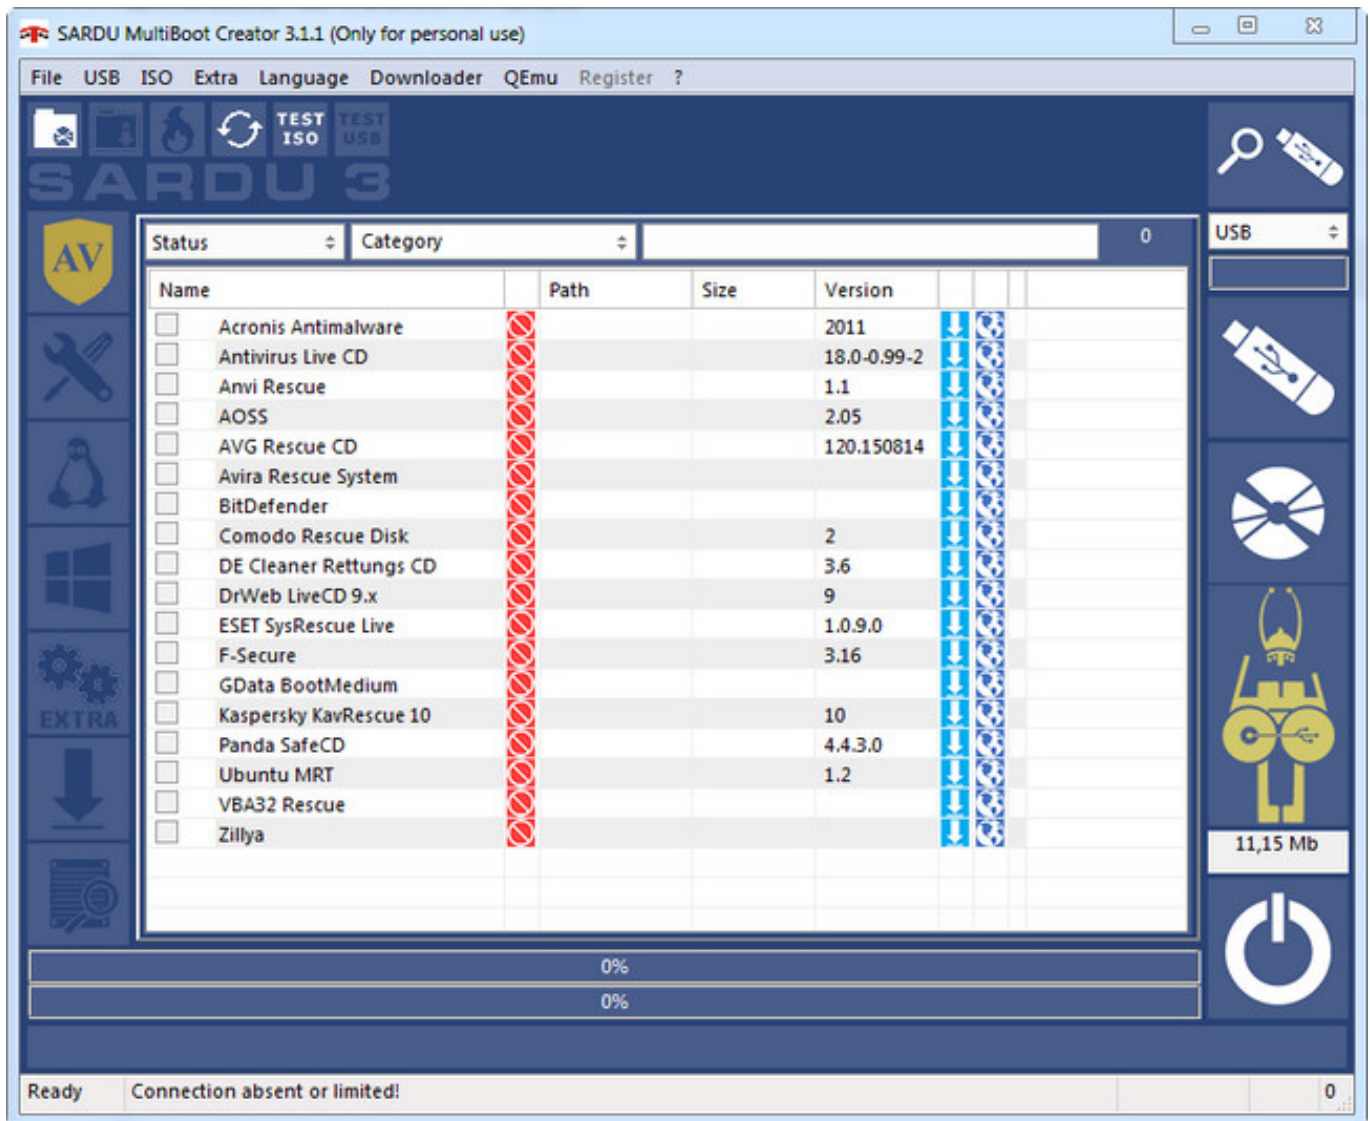 SARDU MultiBoot Creator 3.1.1 (Only for personal use)
File USB ISO Extra Language Downloader QEmu Register ?
TEST ISO TEST USB
SARDU 3
AV
Status Category 0 USB
Name Path Size Version
Acronis Antimalware 2011
Antivirus Live CD 18.0-0.99-2
Anvi Rescue 1.1
AOSS 2.05
AVG Rescue CD 120.150814
Avira Rescue System
BitDefender
Comodo Rescue Disk 2
DE Cleaner Rettungs CD 3.6
DrWeb LiveCD 9.x 9
ESET SysRescue Live 1.0.9.0
F-Secure 3.16
GData BootMedium
EXTRA
Kaspersky KavRescue 10 10
Panda SafeCD 4.4.3.0
Ubuntu MRT 1.2
VBA32 Rescue
Zillya
11,15 Mb
0%
0%
Ready Connection absent or limited! 0